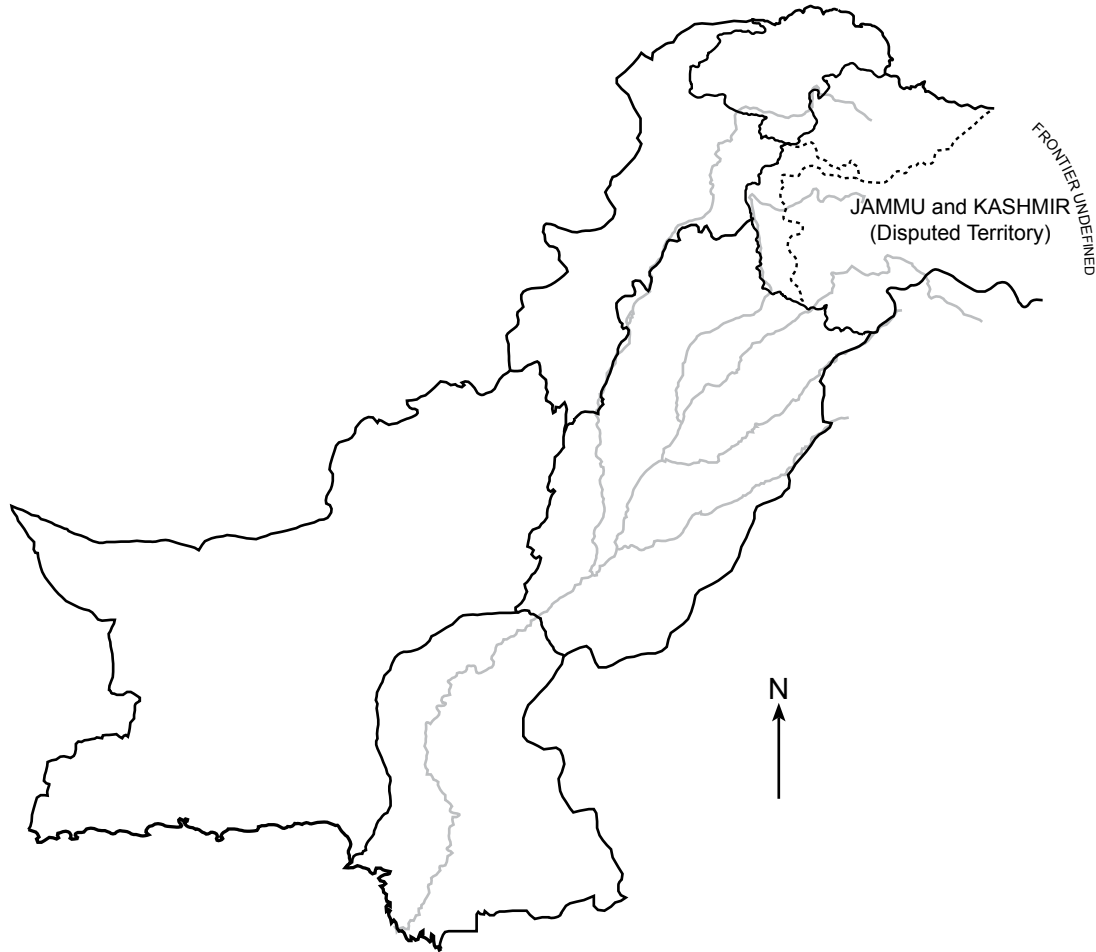 FRONTIER UNDEFINED
JAMMU and KASHMIR
(Disputed Territory)
N